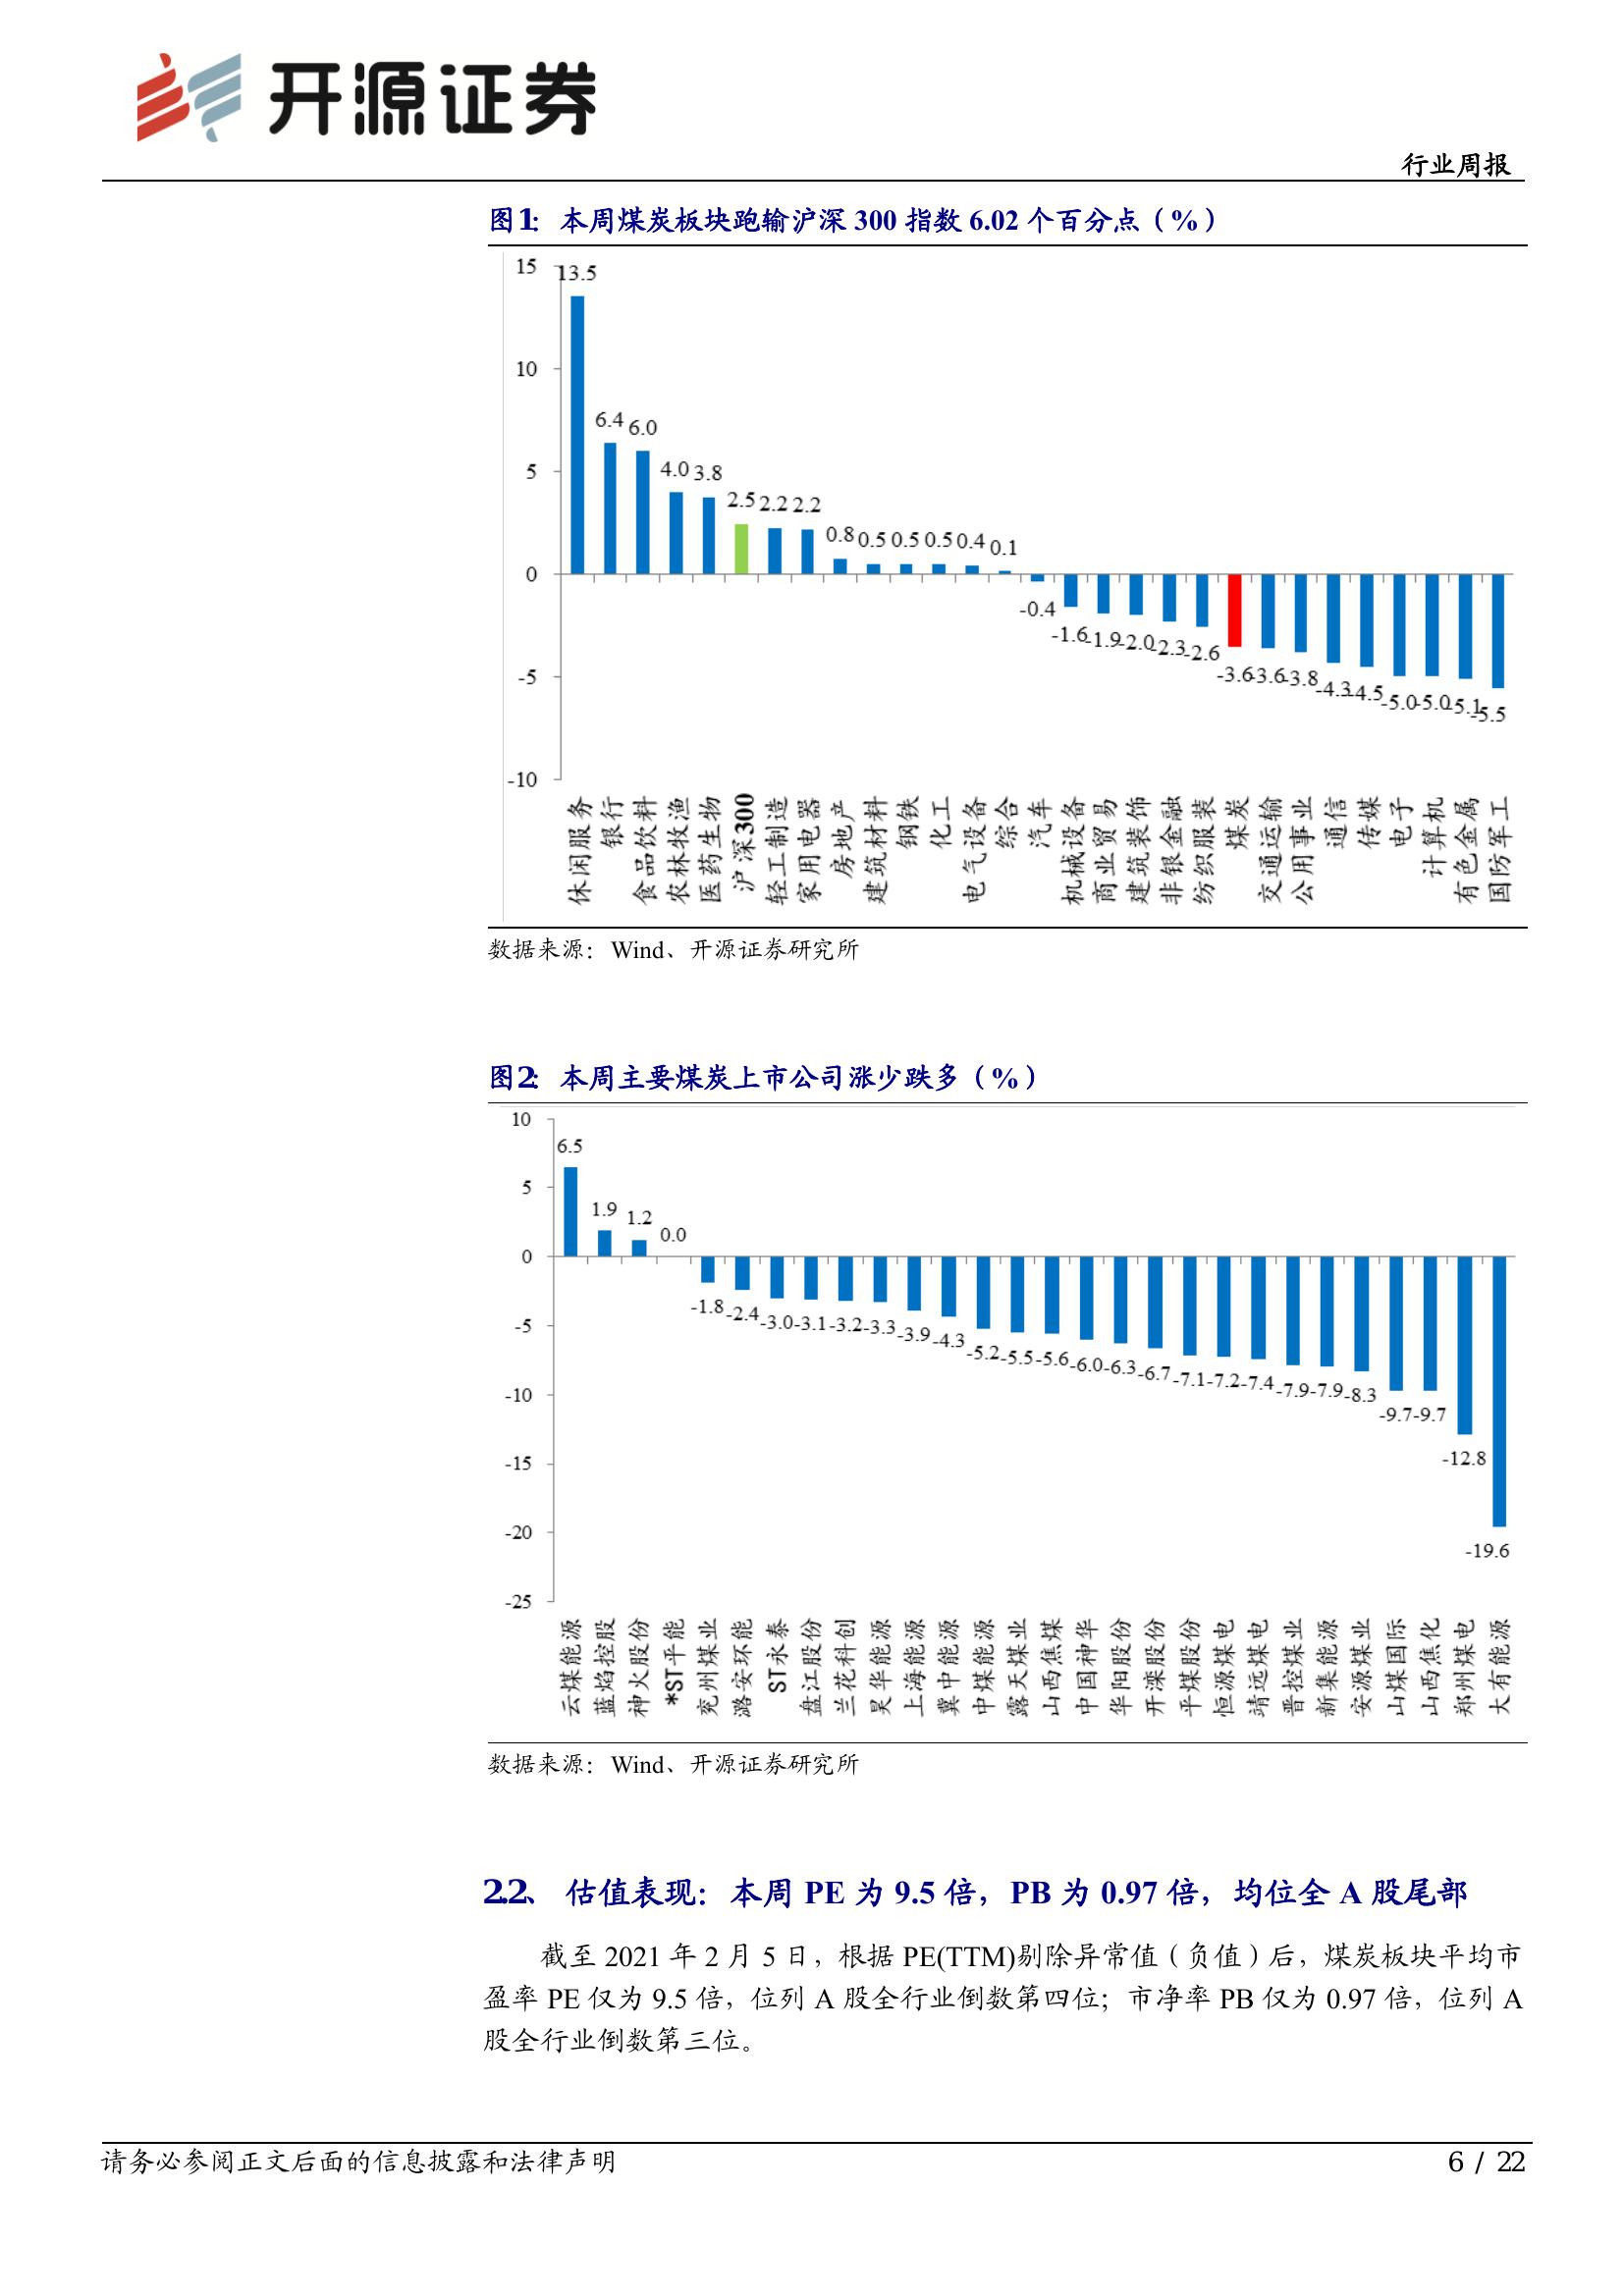 开源证券
行业周报
图1： 本周煤炭板块跑输沪深 300 指数 6.02 个百分点（%）
15
10
5
0
-5
-10
13.5
6.4
6.0
4.0
3.8
2.5
2.2
2.2
0.8
0.5
0.5
0.5
0.4
0.1
-0.4
-1.6
-1.9
-2.0
-2.3
-2.6
-3.6
-3.6
-3.8
-4.3
-4.5
-5.0
-5.0
-5.1
-5.5
休闲服务
银行
食品饮料
农林牧渔
医药生物
沪深300
轻工制造
家用电器
房地产
建筑材料
钢铁
化工
电气设备
综合
汽车
机械设备
商业贸易
建筑装饰
非银金融
纺织服装
煤炭
交通运输
公用事业
通信
传媒
电子
计算机
有色金属
国防军工
数据来源：Wind、开源证券研究所
图2： 本周主要煤炭上市公司涨少跌多（%）
10
5
0
-5
-10
-15
-20
-25
6.5
1.9
1.2
0.0
-1.8
-2.4
-3.0
-3.1
-3.2
-3.3
-3.9
-4.3
-5.2
-5.5
-5.6
-6.0
-6.3
-6.7
-7.1
-7.2
-7.4
-7.9
-7.9
-8.3
-9.7
-9.7
-12.8
-19.6
云煤能源
蓝焰控股
神火股份
*ST平能
兖州煤业
潞安环能
ST永泰
盘江股份
兰花科创
昊华能源
上海能源
冀中能源
中煤能源
露天煤业
山西焦煤
中国神华
华阳股份
开滦股份
平煤股份
恒源煤电
靖远煤电
晋控煤业
新集能源
安源煤业
山煤国际
山西焦化
郑州煤电
大有能源
数据来源：Wind、开源证券研究所
2.2、 估值表现：本周 PE 为 9.5 倍，PB 为 0.97 倍，均位全 A 股尾部
截至 2021 年 2 月 5 日，根据 PE(TTM)剔除异常值（负值）后，煤炭板块平均市
盈率 PE 仅为 9.5 倍，位列 A 股全行业倒数第四位；市净率 PB 仅为 0.97 倍，位列 A
股全行业倒数第三位。
请务必参阅正文后面的信息披露和法律声明
6 / 22